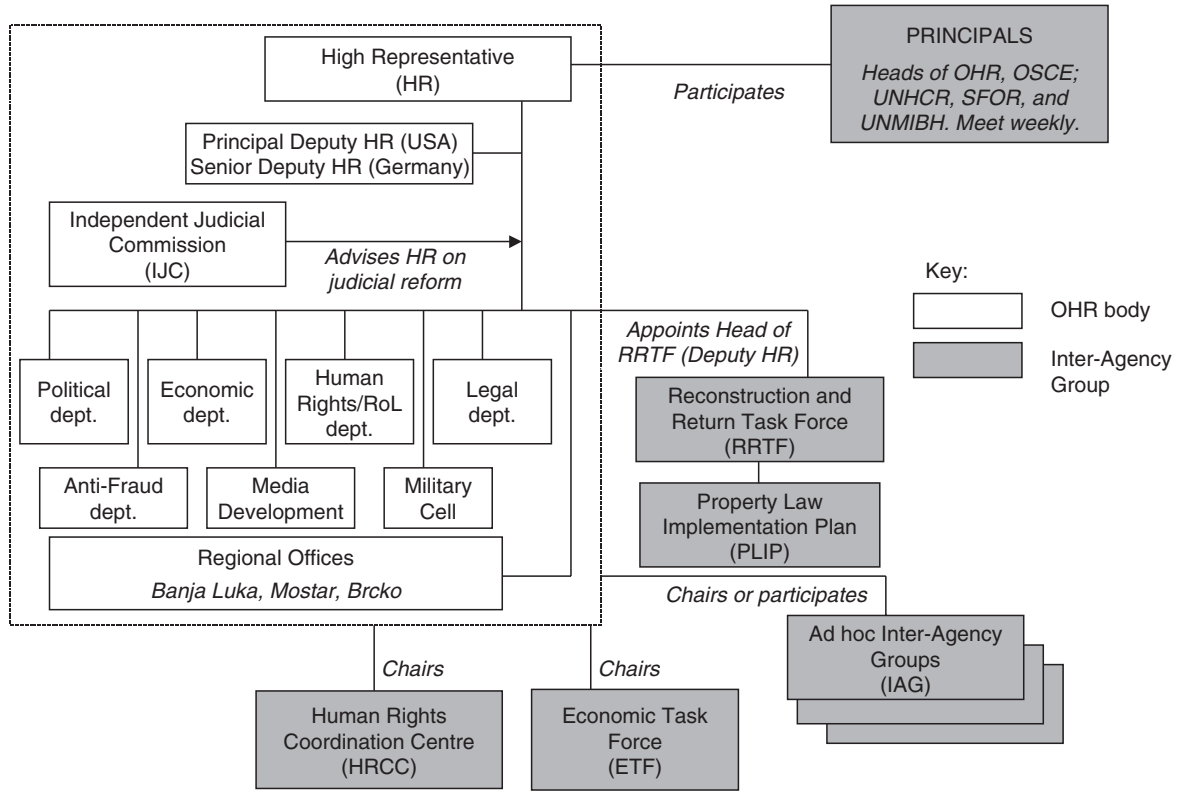 High Representative
(HR)
Participates
PRINCIPALS
Heads of OHR, OSCE;
UNHCR, SFOR, and
UNMIBH. Meet weekly.
Principal Deputy HR (USA)
Senior Deputy HR (Germany)
Independent Judicial
Commission
(IJC)
Advises HR on
judicial reform
Key:
OHR body
Inter-Agency
Group
Appoints Head of
RRTF (Deputy HR)
Political
dept.
Economic
dept.
Human
Rights/RoL
dept.
Legal
dept.
Reconstruction and
Return Task Force
(RRTF)
Anti-Fraud
dept.
Media
Development
Military
Cell
Property Law
Implementation Plan
(PLIP)
Regional Offices
Banja Luka, Mostar, Brcko
Chairs or participates
Ad hoc Inter-Agency
Groups
(IAG)
Chairs
Chairs
Human Rights
Coordination Centre
(HRCC)
Economic Task
Force
(ETF)